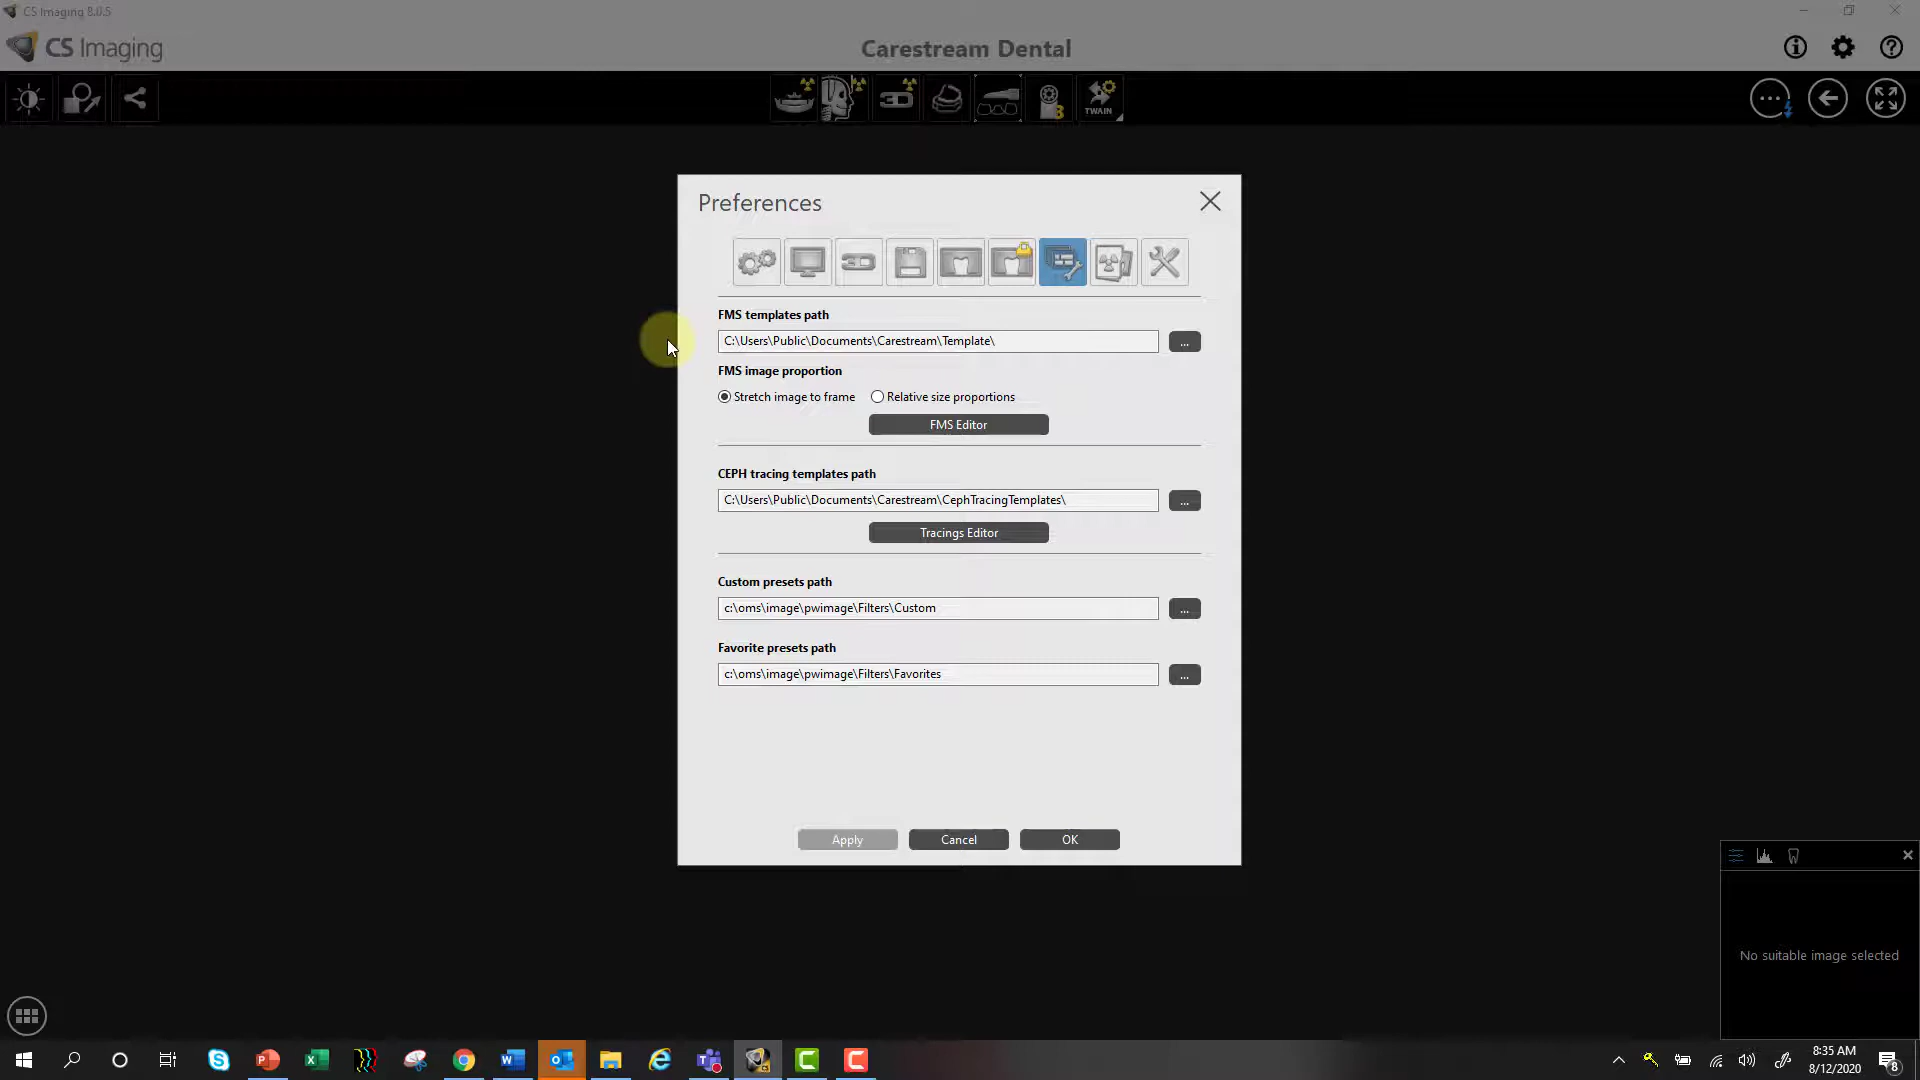 CS Imaging 8.0.5
CS Imaging
Carestream Dental
3D
TWAIN
Preferences
3D
FMS templates path
C:\Users\Public\Documents\Carestream\Template\
...
FMS image proportion
Stretch image to frame
Relative size proportions
FMS Editor
CEPH tracing templates path
C:\Users\Public\Documents\Carestream\CephTracingTemplates\
...
Tracings Editor
Custom presets path
c:\oms\image\pwimage\Filters\Custom
...
Favorite presets path
c:\oms\image\pwimage\Filters\Favorites
...
Apply
Cancel
OK
No suitable image selected
8:35 AM
8/12/2020
8